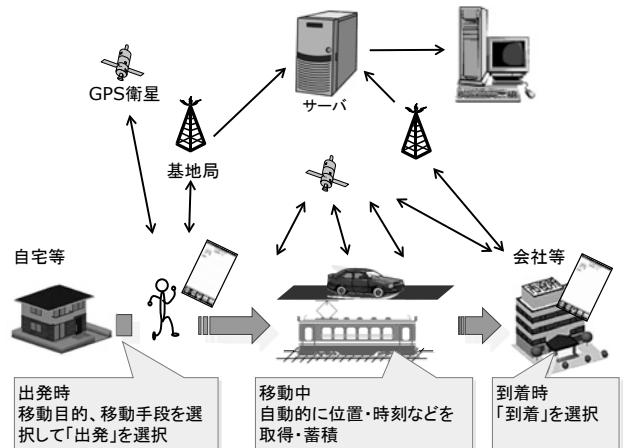 GPS衛星
サーバ
基地局
自宅等
会社等
出発時
移動目的、移動手段を選
択して「出発」を選択
移動中
自動的に位置・時刻などを
取得・蓄積
到着時
「到着」を選択